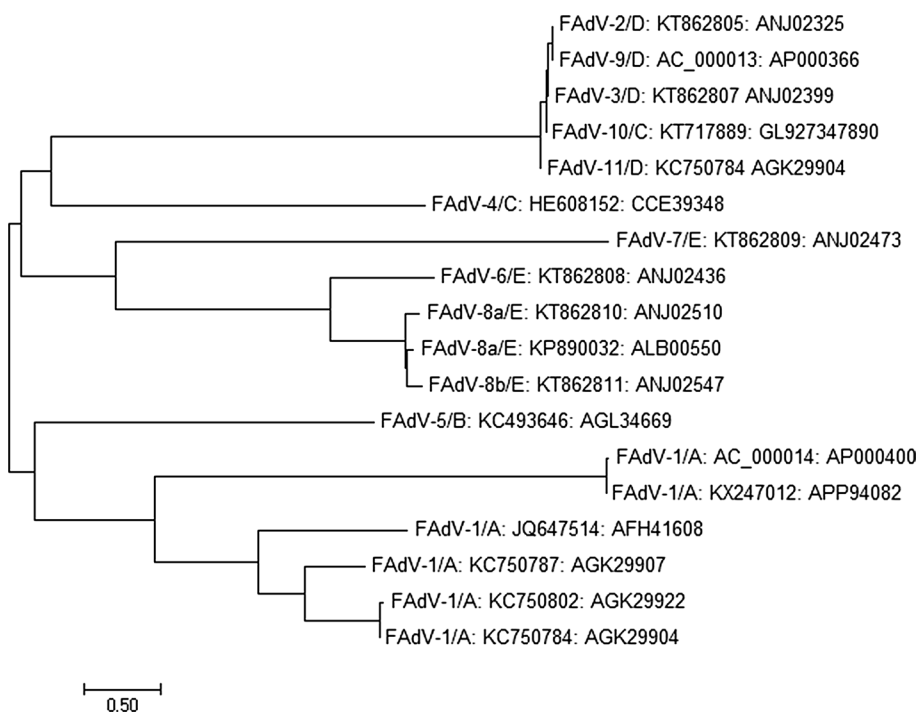 FAdV-2/D: KT862805: ANJ02325
FAdV-9/D: AC_000013: AP000366
FAdV-3/D: KT862807 ANJ02399
FAdV-10/C: KT717889: GL927347890
FAdV-11/D: KC750784 AGK29904
FAdV-4/C: HE608152: CCE39348
FAdV-7/E: KT862809: ANJ02473
FAdV-6/E: KT862808: ANJ02436
FAdV-8a/E: KT862810: ANJ02510
FAdV-8a/E: KP890032: ALB00550
FAdV-8b/E: KT862811: ANJ02547
FAdV-5/B: KC493646: AGL34669
FAdV-1/A: AC_000014: AP000400
FAdV-1/A: KX247012: APP94082
FAdV-1/A: JQ647514: AFH41608
FAdV-1/A: KC750787: AGK29907
FAdV-1/A: KC750802: AGK29922
FAdV-1/A: KC750784: AGK29904
0.50